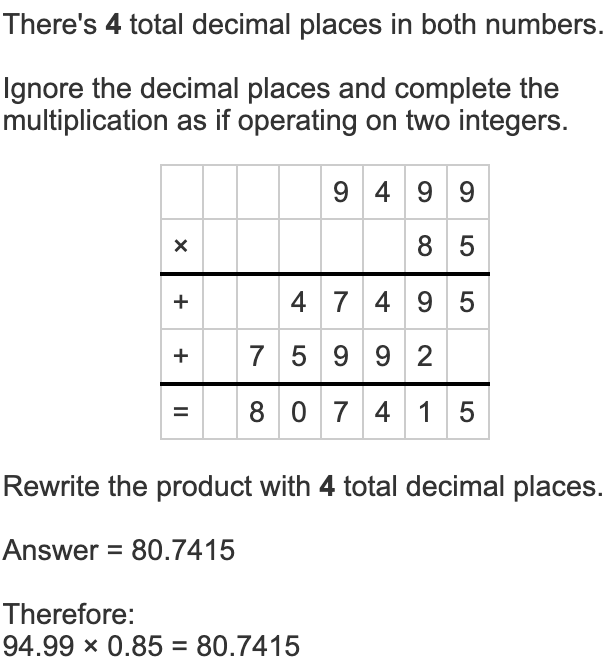 There's 4 total decimal places in both numbers.
Ignore the decimal places and complete the
multiplication as if operating on two integers.
9 4 9 9
× 8 5
+ 4 7 4 9 5
+ 7 5 9 9 2
= 8 0 7 4 1 5
Rewrite the product with 4 total decimal places.
Answer = 80.7415
Therefore:
94.99 × 0.85 = 80.7415